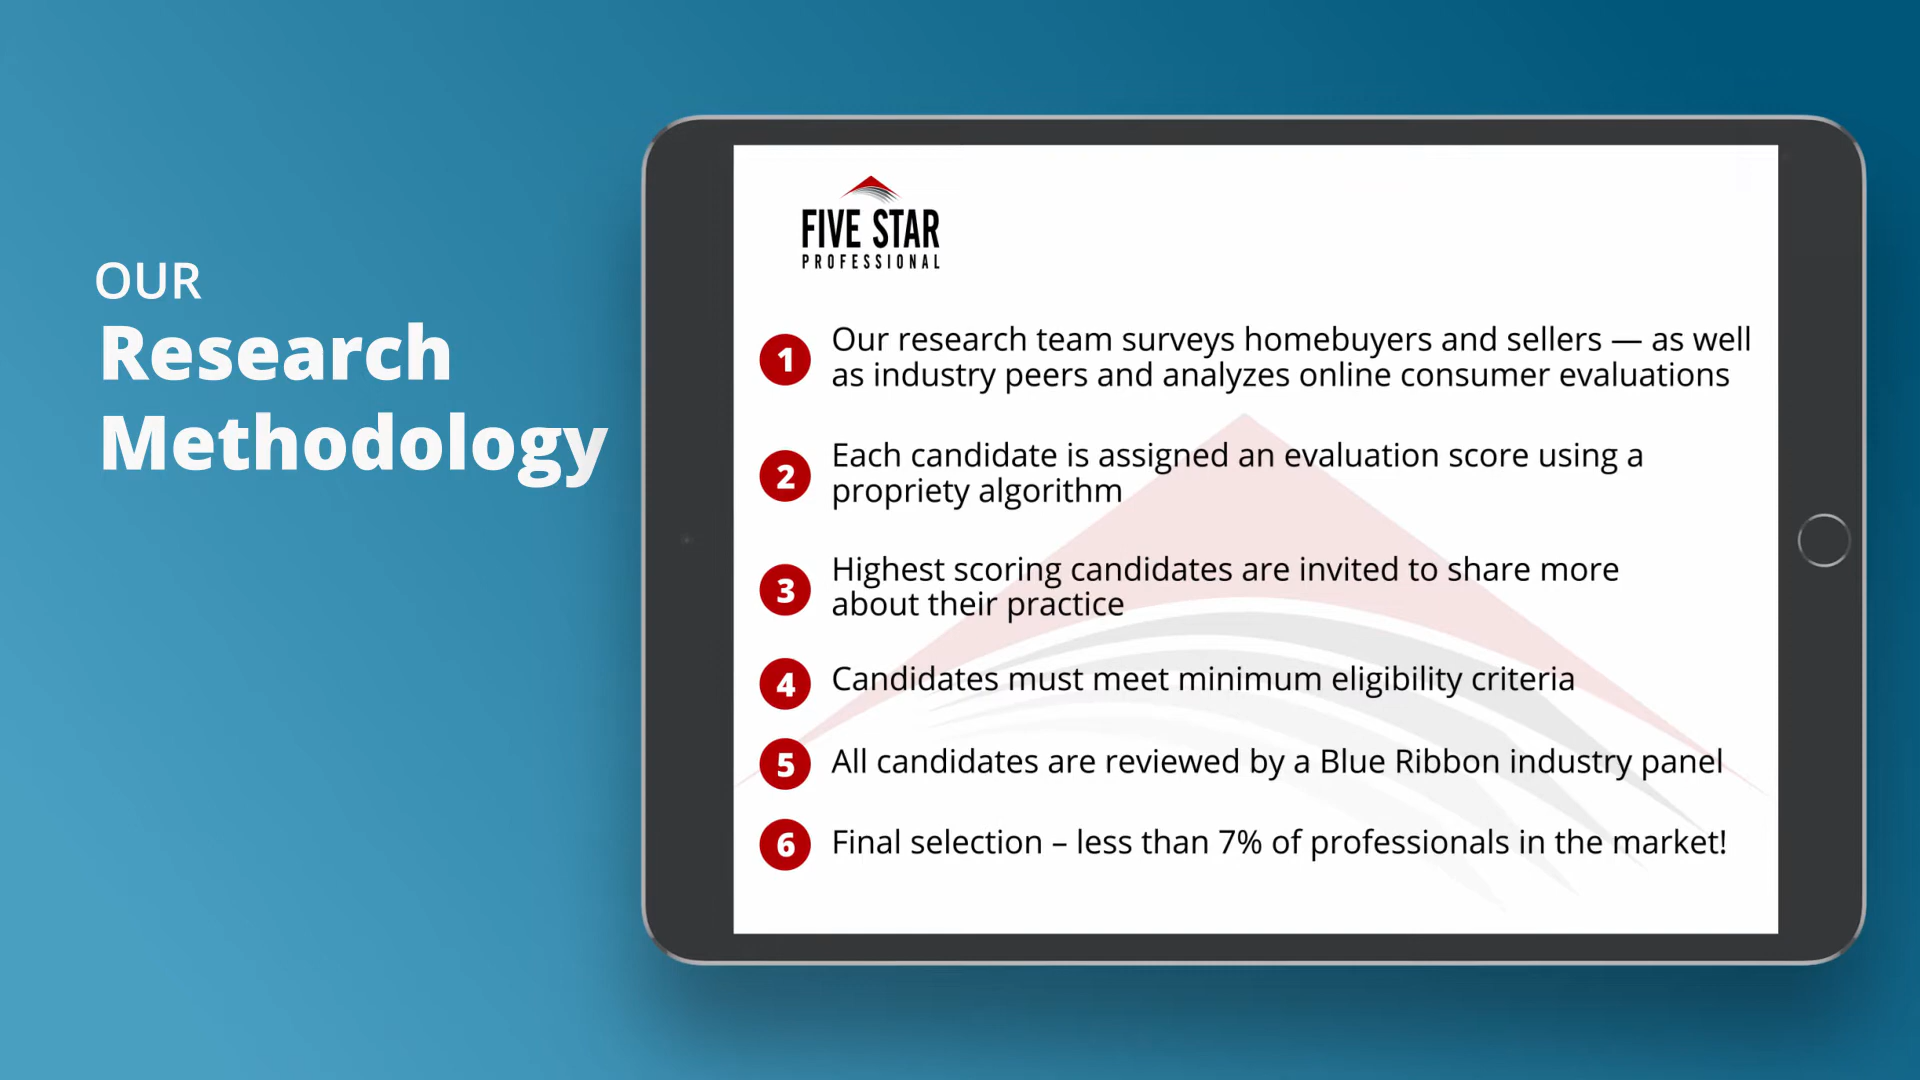 OUR
Research
Methodology
FIVE STAR
PROFESSIONAL
1 Our research team surveys homebuyers and sellers — as well
as industry peers and analyzes online consumer evaluations
2 Each candidate is assigned an evaluation score using a
propriety algorithm
3 Highest scoring candidates are invited to share more
about their practice
4 Candidates must meet minimum eligibility criteria
5 All candidates are reviewed by a Blue Ribbon industry panel
6 Final selection – less than 7% of professionals in the market!